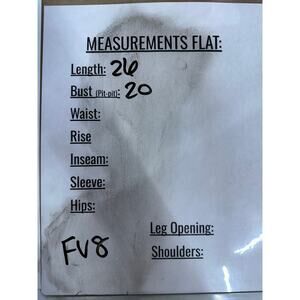 MEASUREMENTS FLAT:
Length: 26
Bust (Pit-pit): 20
Waist:
Rise
Inseam:
Sleeve:
Hips:
Leg Opening:
FV8 Shoulders: